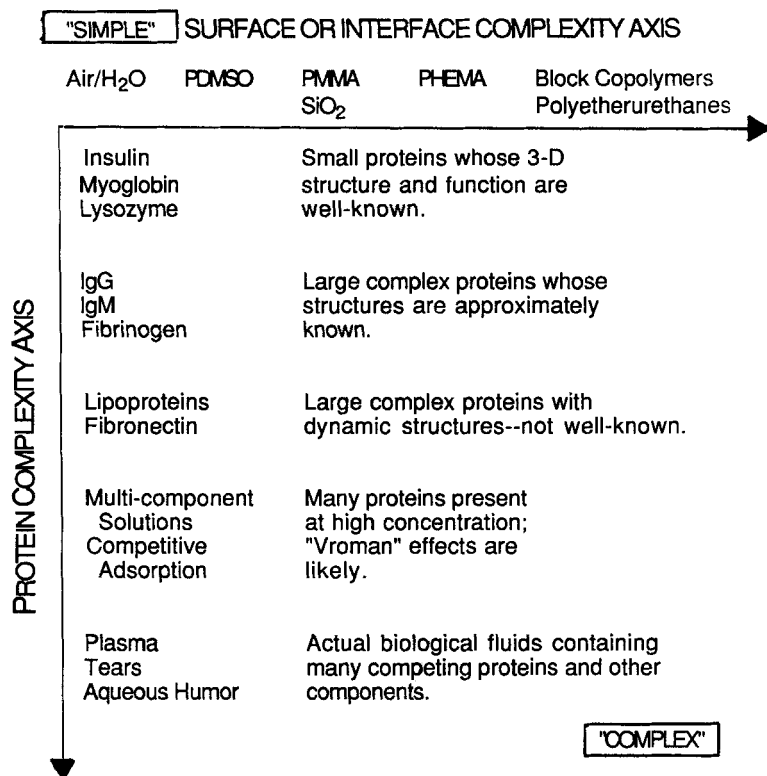 "SIMPLE" SURFACE OR INTERFACE COMPLEXITY AXIS
Air/H₂O PDMSO PMMA PHEMA Block Copolymers
SiO₂ Polyetherurethanes
PROTEIN COMPLEXITY AXIS
Insulin Small proteins whose 3-D
Myoglobin structure and function are
Lysozyme well-known.
IgG Large complex proteins whose
IgM structures are approximately
Fibrinogen known.
Lipoproteins Large complex proteins with
Fibronectin dynamic structures--not well-known.
Multi-component Many proteins present
Solutions at high concentration;
Competitive "Vroman" effects are
Adsorption likely.
Plasma Actual biological fluids containing
Tears many competing proteins and other
Aqueous Humor components.
"COMPLEX"